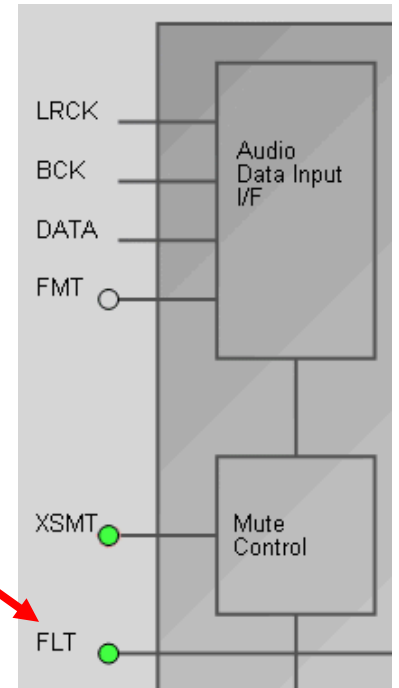 LRCK
BCK
DATA
FMT
Audio
Data Input
I/F
XSMT
Mute
Control
FLT